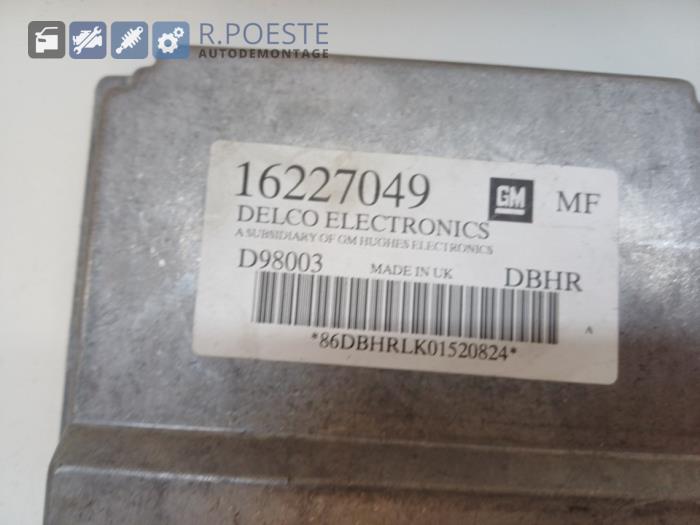 R.POESTE
AUTODEMONTAGE
16227049 GM MF
DELCO ELECTRONICS
A SUBSIDIARY OF GM HUGHES ELECTRONICS
D98003 MADE IN UK DBHR
A
*86DBHRLK01520824*